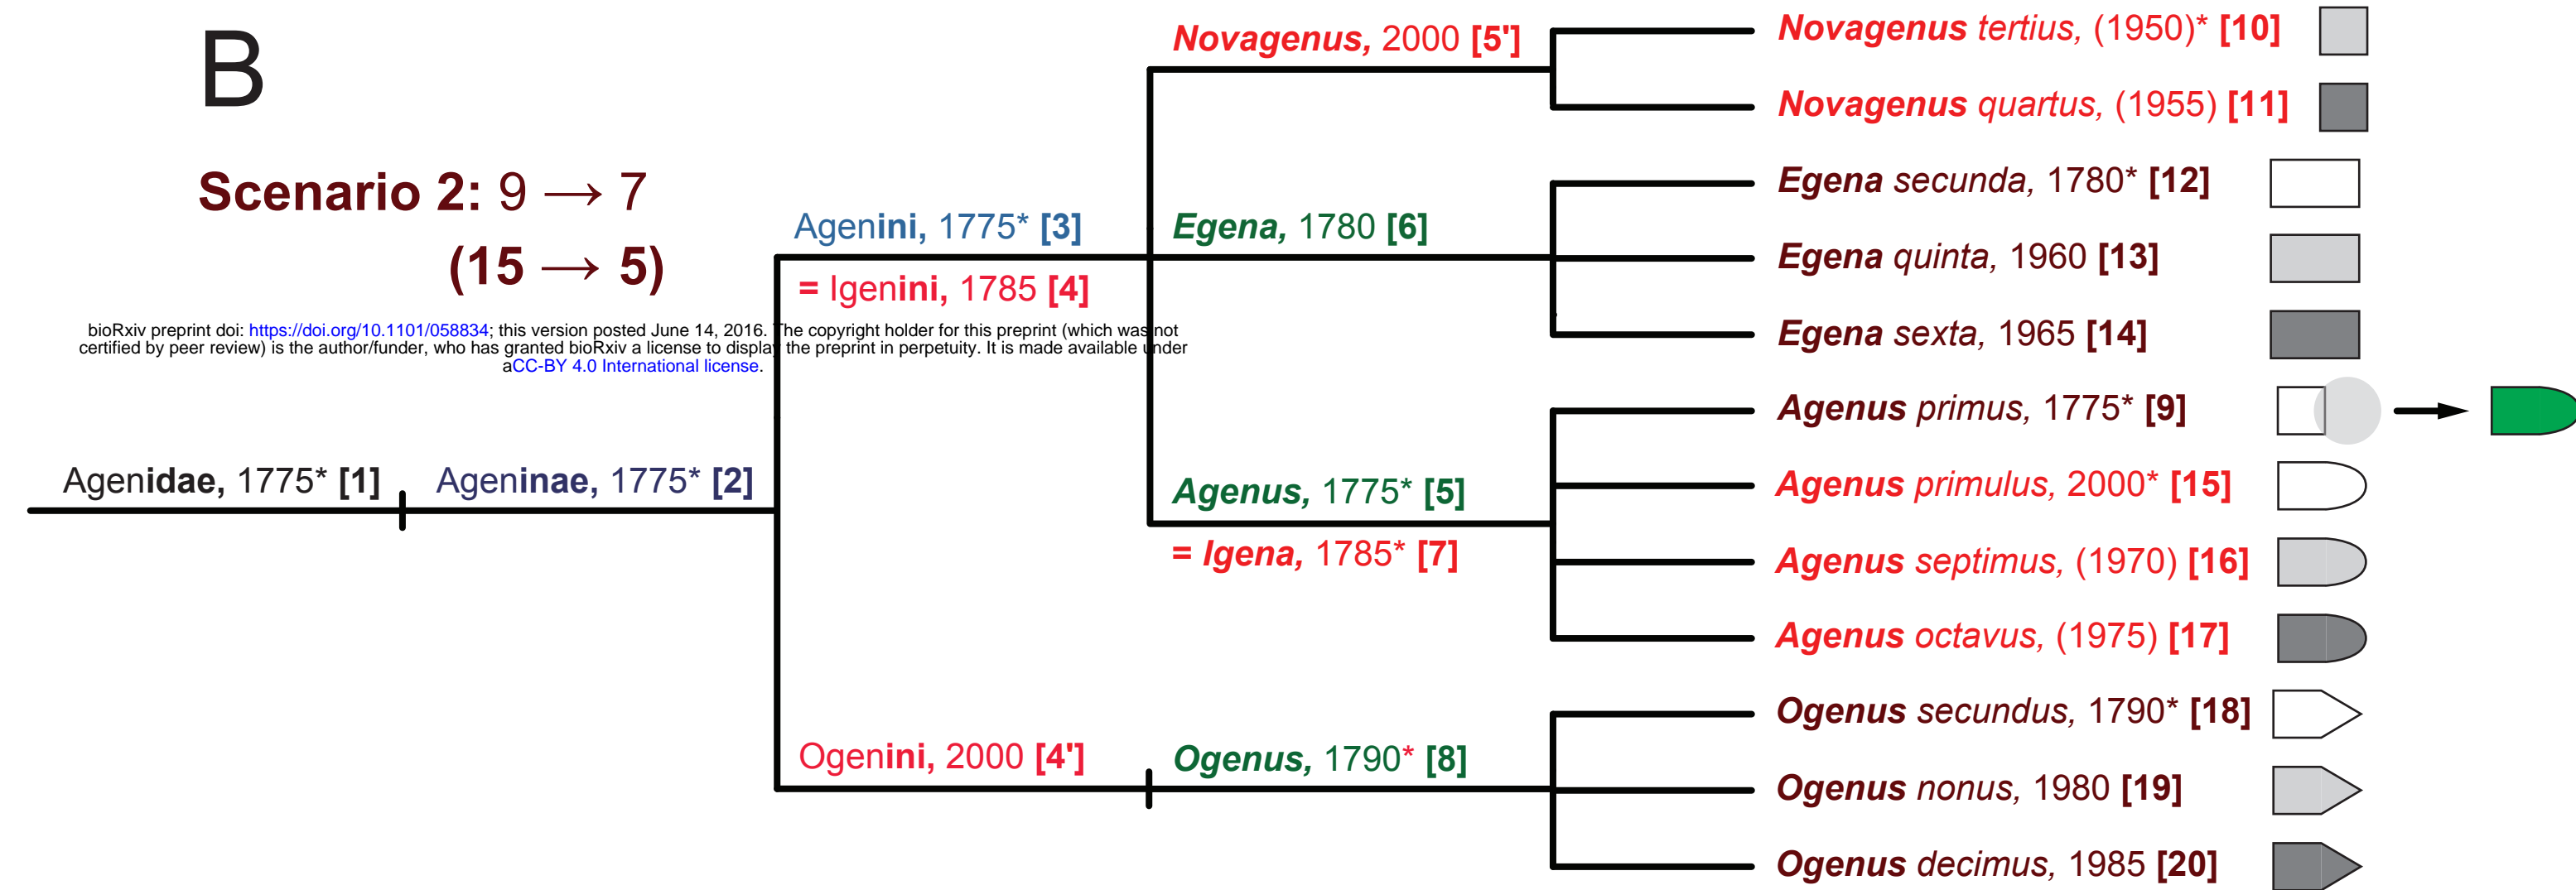 B
Scenario 2: 9 → 7
(15 → 5)
bioRxiv preprint doi: https://doi.org/10.1101/058834; this version posted June 14, 2016. The copyright holder for this preprint (which was not
certified by peer review) is the author/funder, who has granted bioRxiv a license to display the preprint in perpetuity. It is made available under
aCC-BY 4.0 International license.
Agenidae, 1775* [1]
Ageninae, 1775* [2]
Agenini, 1775* [3]
= Igenini, 1785 [4]
Ogenini, 2000 [4']
Novagenus, 2000 [5']
Egena, 1780 [6]
Agenus, 1775* [5]
= Igena, 1785* [7]
Ogenus, 1790* [8]
Novagenus tertius, (1950)* [10]
Novagenus quartus, (1955) [11]
Egena secunda, 1780* [12]
Egena quinta, 1960 [13]
Egena sexta, 1965 [14]
Agenus primus, 1775* [9]
Agenus primulus, 2000* [15]
Agenus septimus, (1970) [16]
Agenus octavus, (1975) [17]
Ogenus secundus, 1790* [18]
Ogenus nonus, 1980 [19]
Ogenus decimus, 1985 [20]